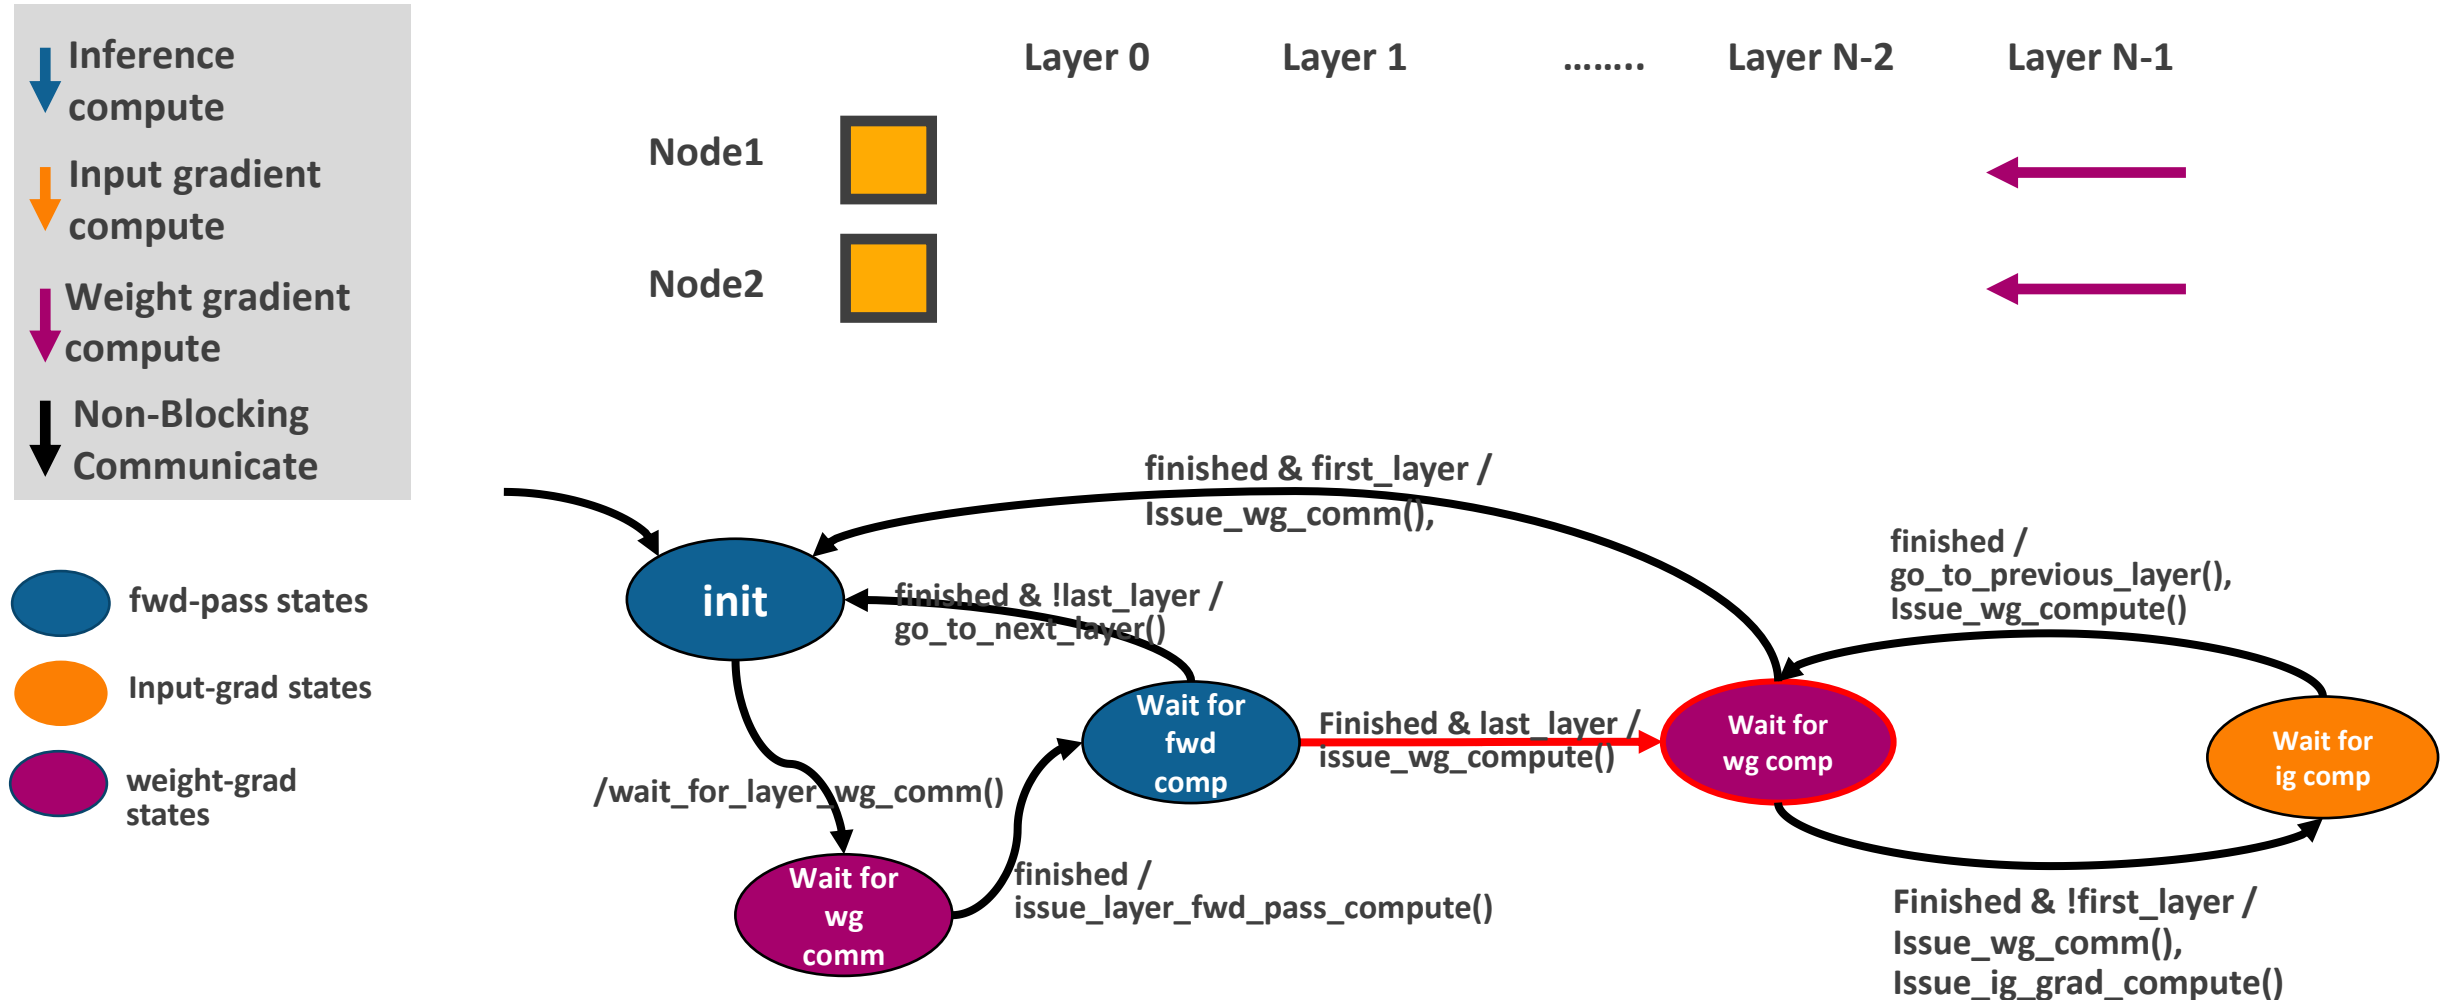 Inference
compute
Input gradient
compute
Weight gradient
compute
Non-Blocking
Communicate
fwd-pass states
Input-grad states
weight-grad
states
Layer 0
Layer 1
........
Layer N-2
Layer N-1
Node1
Node2
finished & first_layer /
Issue_wg_comm(),
init
finished & !last_layer /
go_to_next_layer()
finished /
go_to_previous_layer(),
Issue_wg_compute()
Wait for
fwd
comp
Finished & last_layer /
issue_wg_compute()
Wait for
wg comp
Wait for
ig comp
/wait_for_layer_wg_comm()
Wait for
wg
comm
finished /
issue_layer_fwd_pass_compute()
Finished & !first_layer /
Issue_wg_comm(),
Issue_ig_grad_compute()